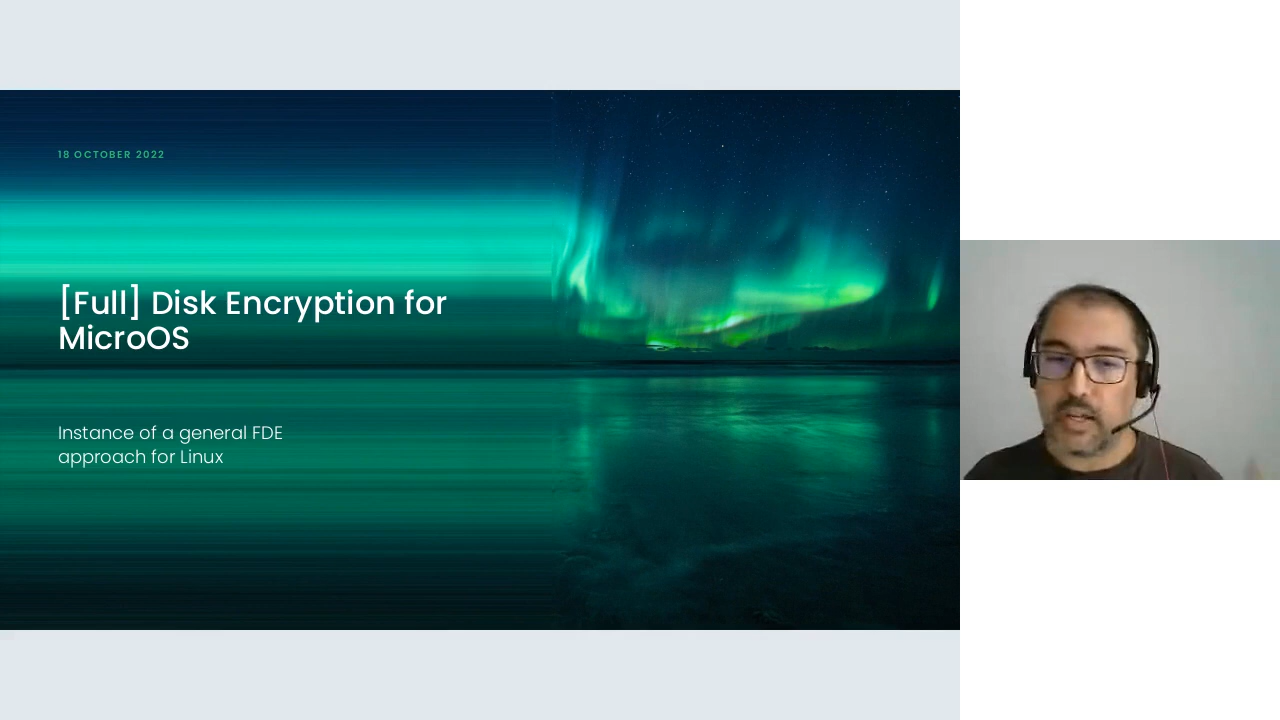 18 OCTOBER 2022
[Full] Disk Encryption for
MicroOS
Instance of a general FDE
approach for Linux